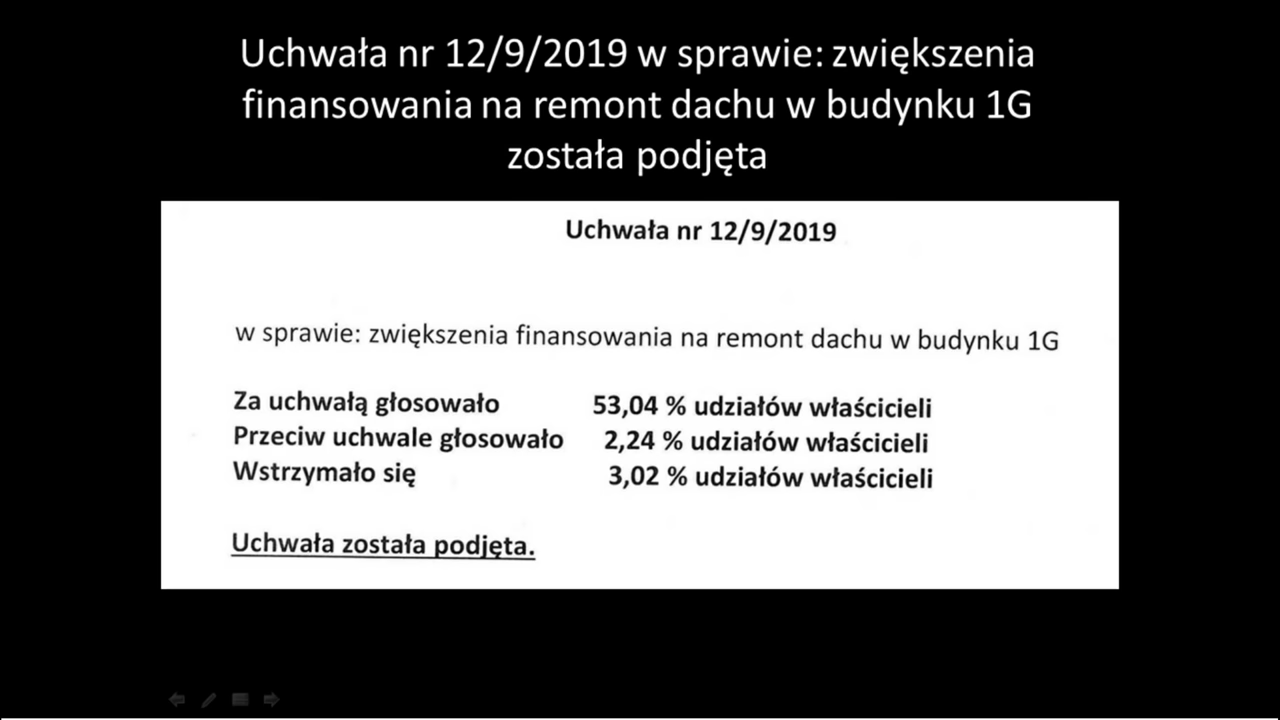 Uchwała nr 12/9/2019 w sprawie: zwiększenia
finansowania na remont dachu w budynku 1G
została podjęta
Uchwała nr 12/9/2019
w sprawie: zwiększenia finansowania na remont dachu w budynku 1G
Za uchwałą głosowało 53,04 % udziałów właścicieli
Przeciw uchwale głosowało 2,24 % udziałów właścicieli
Wstrzymało się 3,02 % udziałów właścicieli
Uchwała została podjęta.